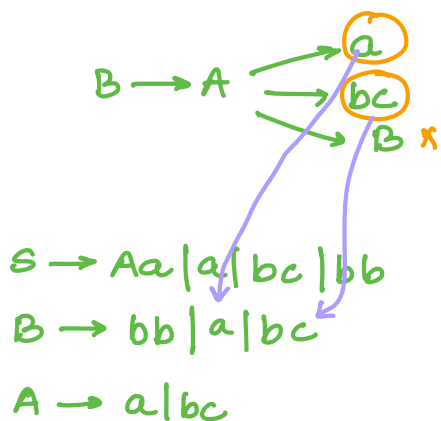 a
B → A bc
B ×
S → Aa | a | bc | bb
B → bb | a | bc
A → a | bc